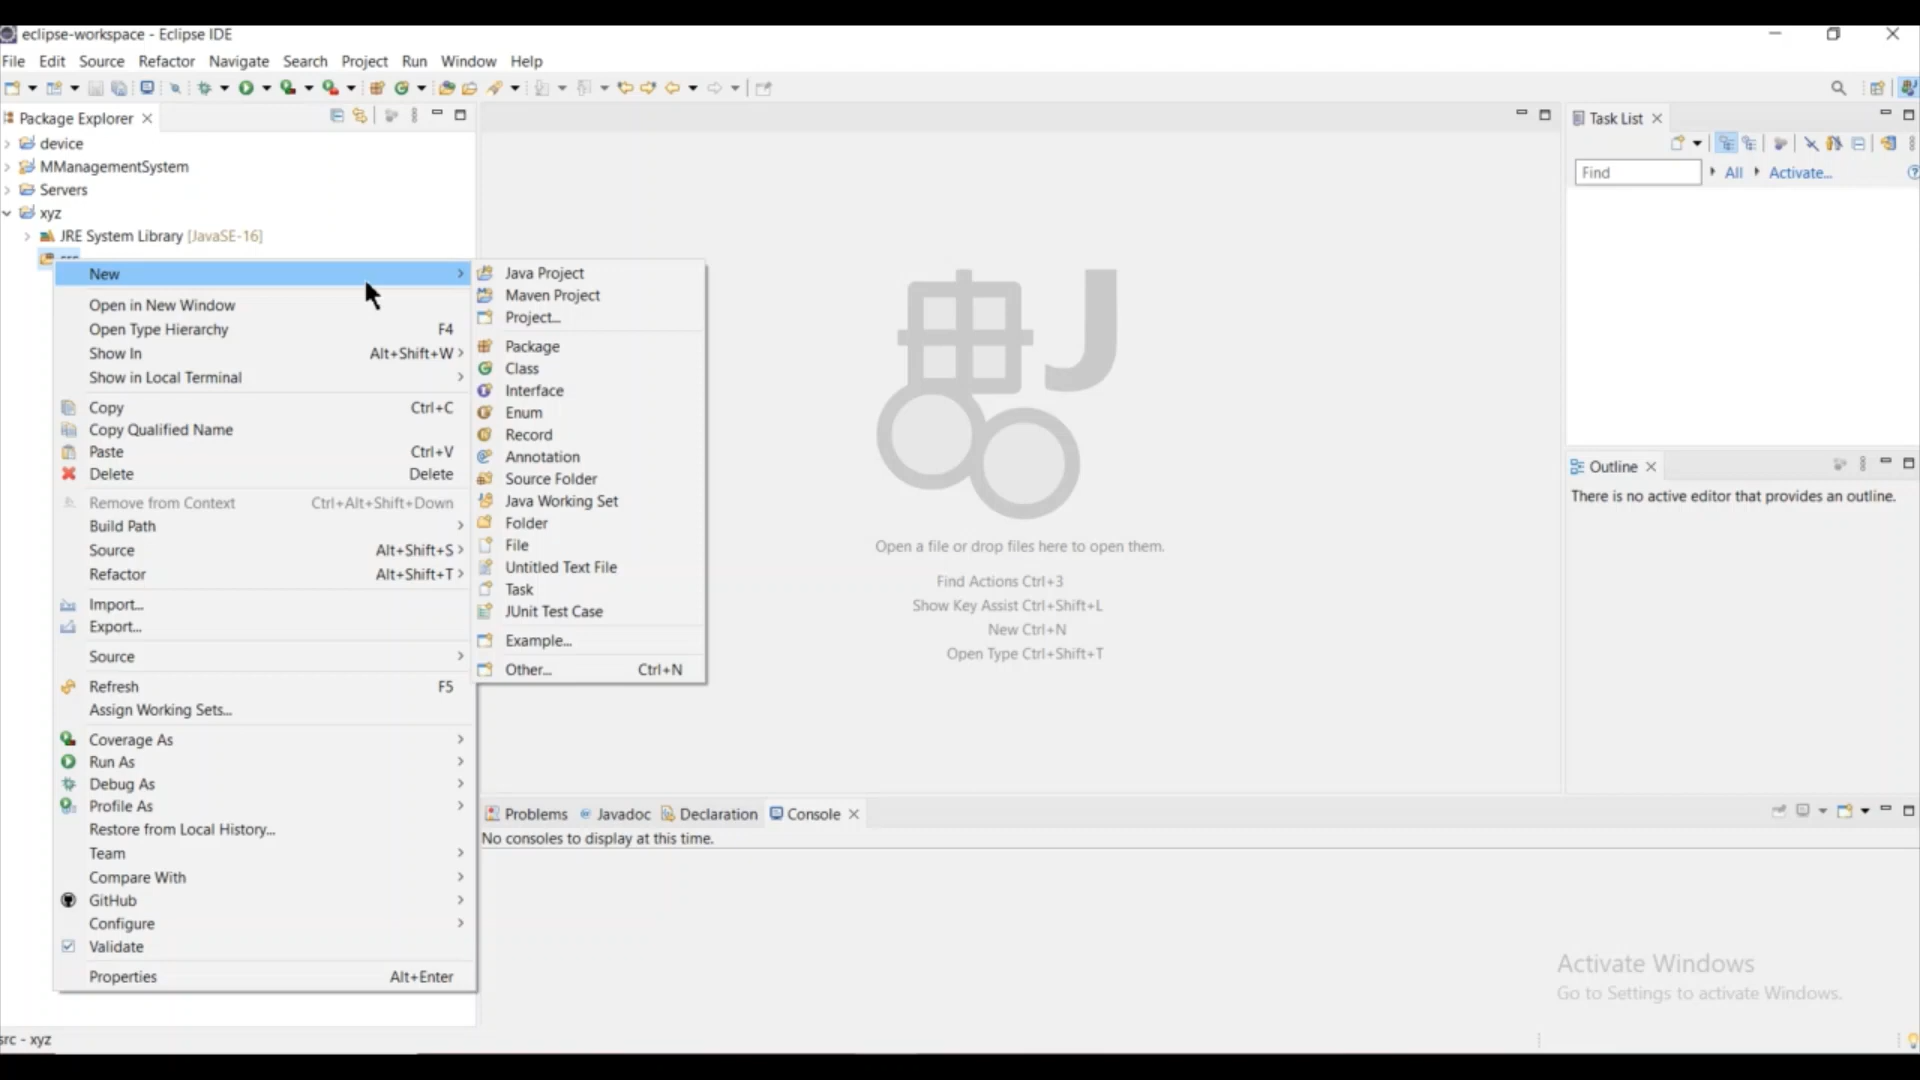 eclipse-workspace - Eclipse IDE
File Edit Source Refactor Navigate Search Project Run Window Help
Package Explorer
device
MManagementSystem
Servers
xyz
JRE System Library [JavaSE-16]
New
Open in New Window
Open Type Hierarchy F4
Show In Alt+Shift+W
Show in Local Terminal
Copy Ctrl+C
Copy Qualified Name
Paste Ctrl+V
Delete Delete
Remove from Context Ctrl+Alt+Shift+Down
Build Path
Source Alt+Shift+S
Refactor Alt+Shift+T
Import...
Export...
Source
Refresh F5
Assign Working Sets...
Coverage As
Run As
Debug As
Profile As
Restore from Local History...
Team
Compare With
GitHub
Configure
Validate
Properties Alt+Enter
Java Project
Maven Project
Project...
Package
Class
Interface
Enum
Record
Annotation
Source Folder
Java Working Set
Folder
File
Untitled Text File
Task
JUnit Test Case
Example...
Other... Ctrl+N
J
Open a file or drop files here to open them.
Find Actions Ctrl+3
Show Key Assist Ctrl+Shift+L
New Ctrl+N
Open Type Ctrl+Shift+T
Task List
Find All Activate...
Outline
There is no active editor that provides an outline.
Problems Javadoc Declaration Console
No consoles to display at this time.
Activate Windows
Go to Settings to activate Windows.
src - xyz